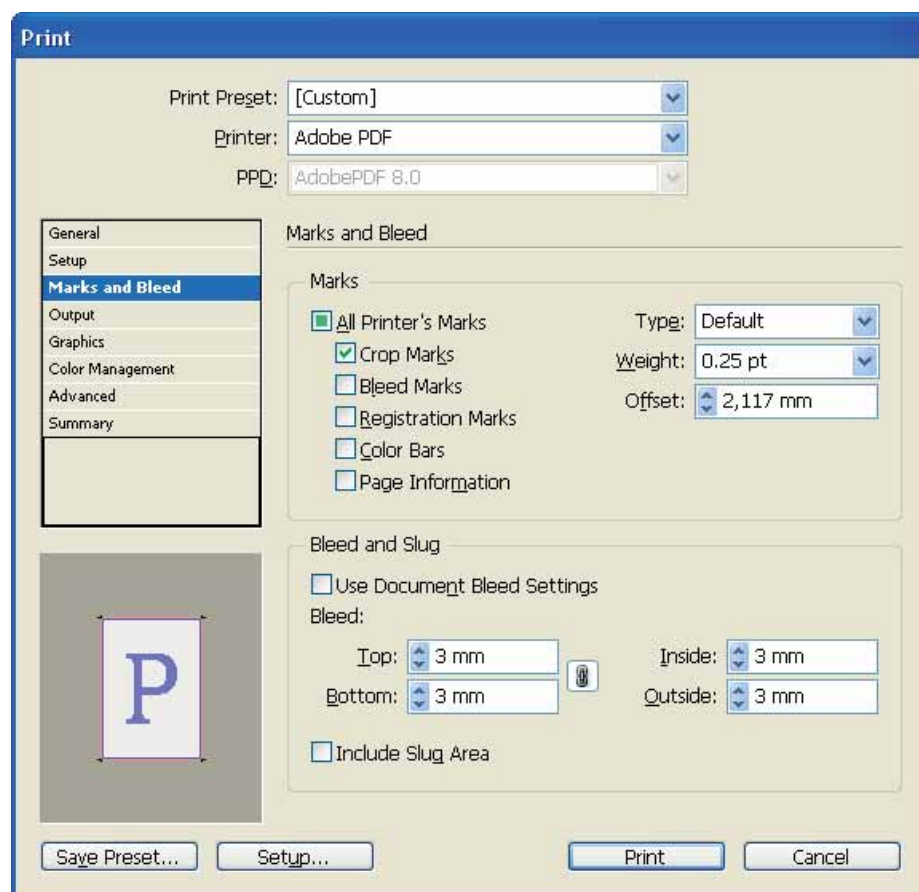 Print
Print Preset: [Custom]
Printer: Adobe PDF
PPD: AdobePDF 8.0
General
Setup
Marks and Bleed
Output
Graphics
Color Management
Advanced
Summary
Marks and Bleed
Marks
All Printer's Marks
Crop Marks
Bleed Marks
Registration Marks
Color Bars
Page Information
Type: Default
Weight: 0.25 pt
Offset: 2,117 mm
Bleed and Slug
Use Document Bleed Settings
Bleed:
Top: 3 mm
Bottom: 3 mm
Inside: 3 mm
Outside: 3 mm
Include Slug Area
P
Save Preset...
Setup...
Print
Cancel